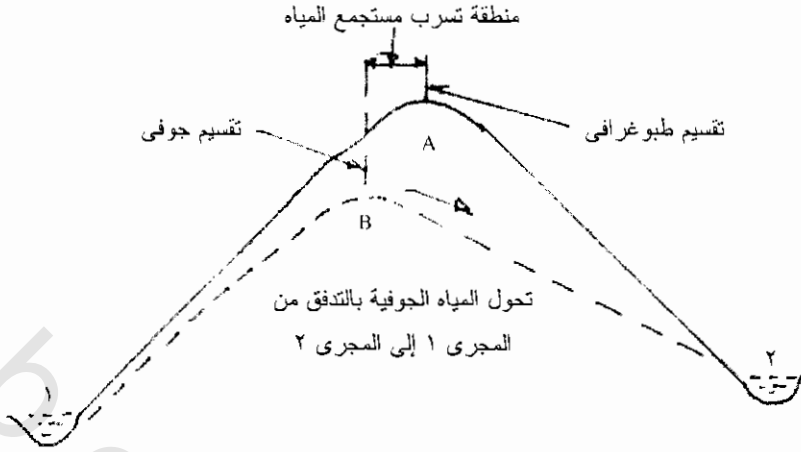 منطقة تسرب مستجمع المياه
تقسيم طبوغرافى
تقسيم جوفى
A
B
تحول المياه الجوفية بالتدفق من
المجرى ١ إلى المجرى ٢
٢
١